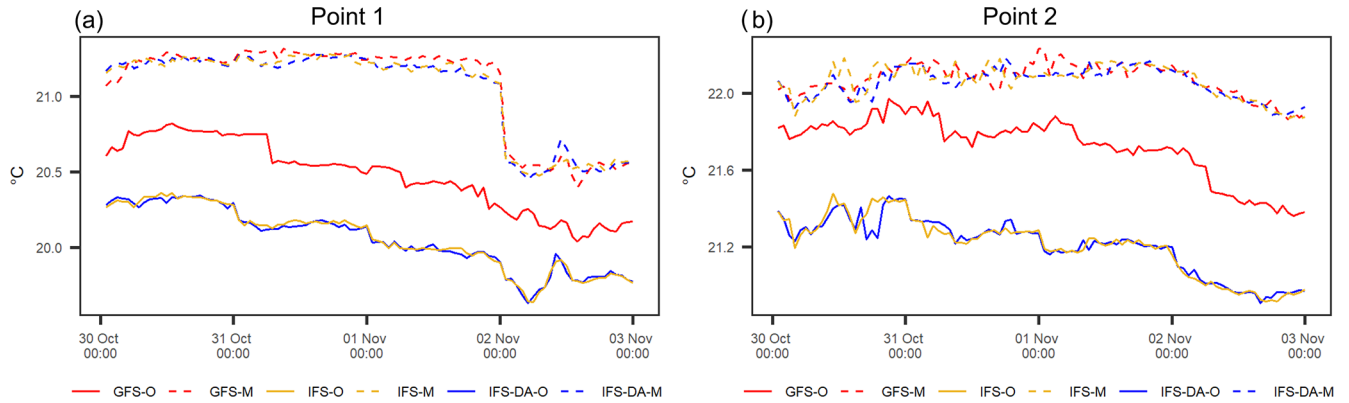 (a) Point 1
°C
21.0
20.5
20.0
30 Oct 31 Oct 01 Nov 02 Nov 03 Nov
00:00 00:00 00:00 00:00 00:00
GFS-O GFS-M IFS-O IFS-M IFS-DA-O IFS-DA-M
(b) Point 2
°C
22.0
21.6
21.2
30 Oct 31 Oct 01 Nov 02 Nov 03 Nov
00:00 00:00 00:00 00:00 00:00
GFS-O GFS-M IFS-O IFS-M IFS-DA-O IFS-DA-M